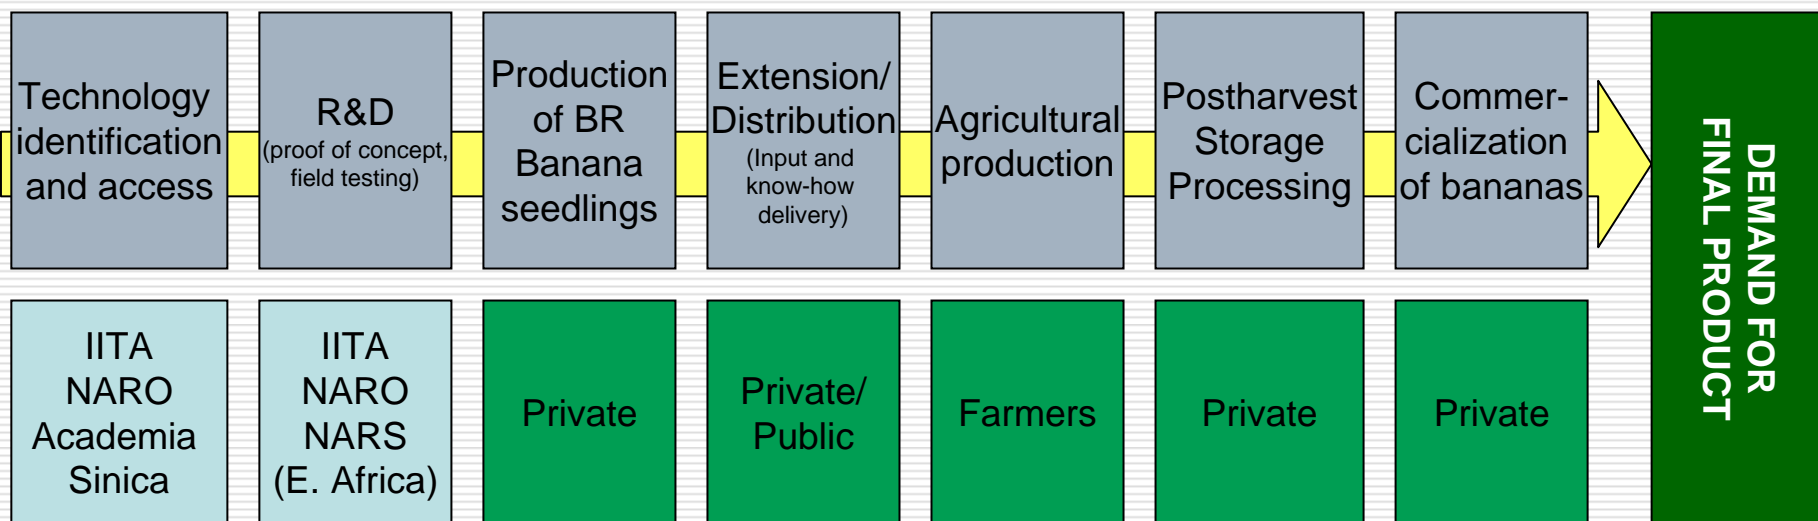 Technology
identification
and access
R&D
(proof of concept,
field testing)
Production
of BR
Banana
seedlings
Extension/
Distribution
(Input and
know-how
delivery)
Agricultural
production
Postharvest
Storage
Processing
Commer-
cialization
of bananas
DEMAND FOR
FINAL PRODUCT
IITA
NARO
Academia
Sinica
IITA
NARO
NARS
(E. Africa)
Private
Private/
Public
Farmers
Private
Private